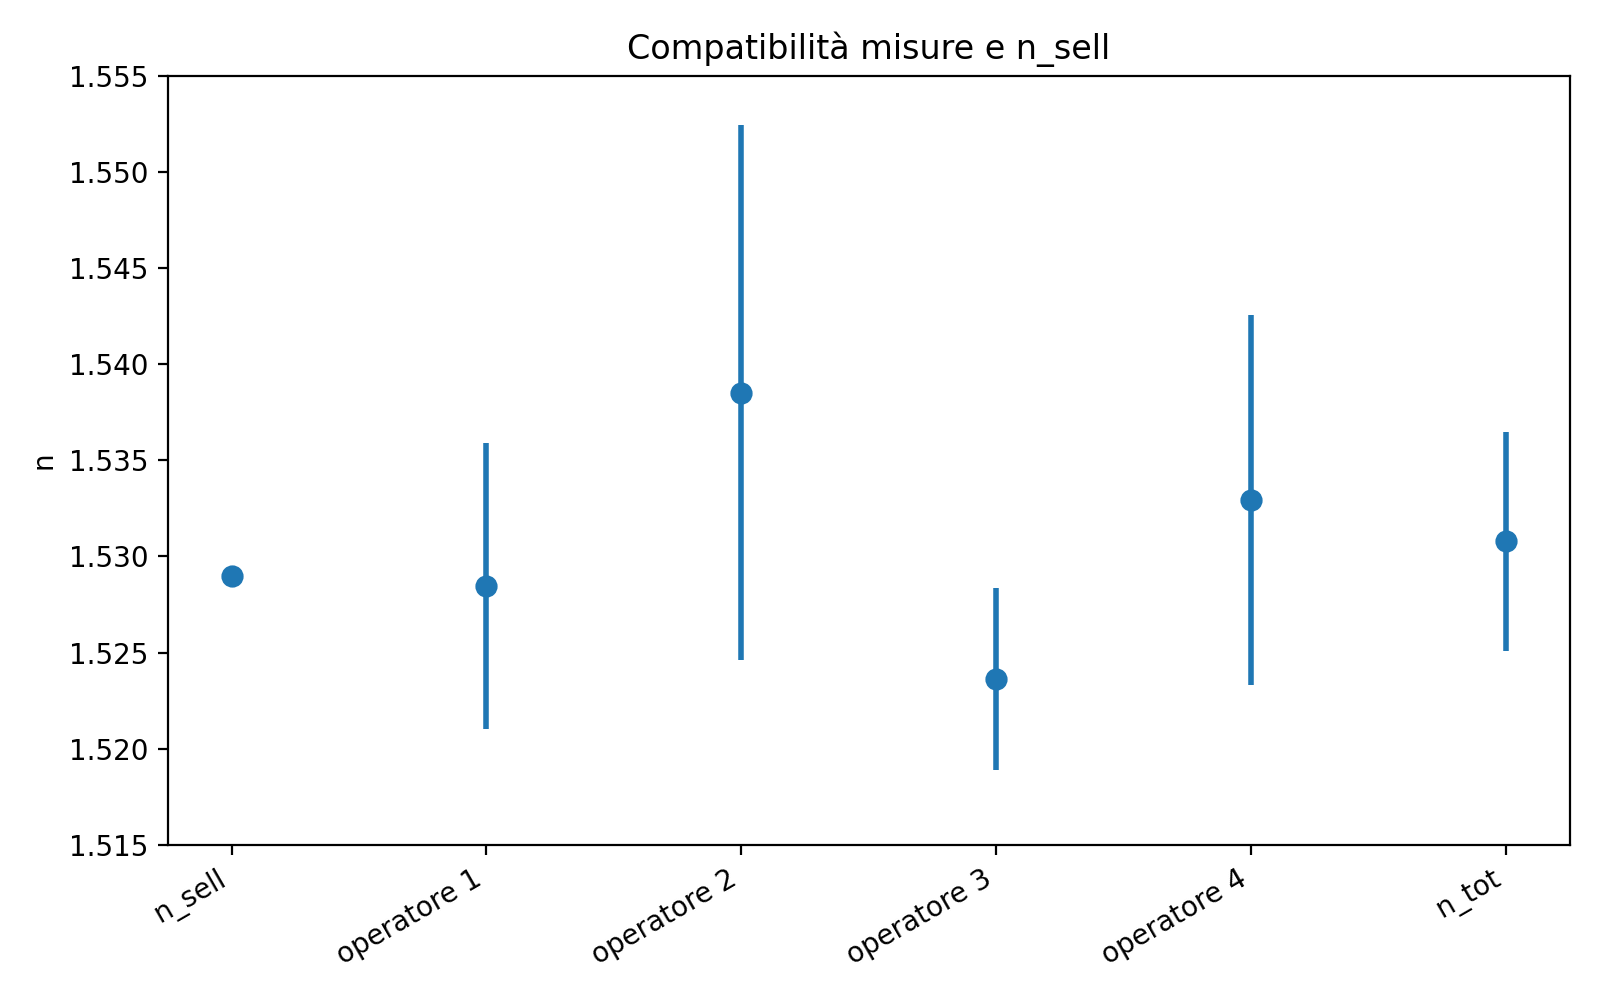 Compatibilità misure e n_sell
n
1.555
1.550
1.545
1.540
1.535
1.530
1.525
1.520
1.515
n_sell
operatore 1
operatore 2
operatore 3
operatore 4
n_tot